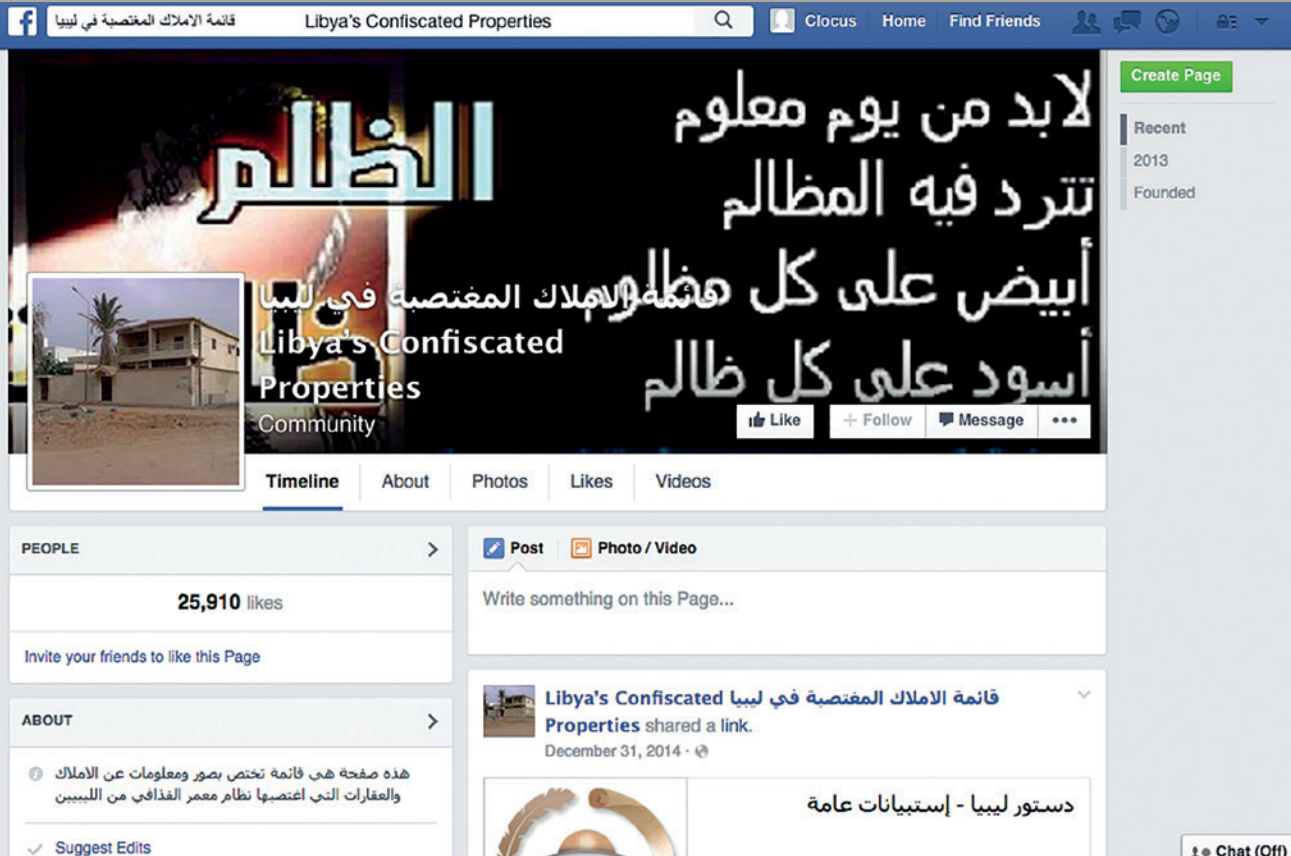 قائمة الاملاك المغتصبة في ليبيا Libya's Confiscated Properties
Clocus Home Find Friends
الظلم
لابد من يوم معلوم
تترد فيه المظالم
أبيض على كل مظلوم
أسود على كل ظالم
قائمة الاملاك المغتصبة في ليبيا
Libya's Confiscated
Properties
Community
Like Follow Message
Timeline About Photos Likes Videos
Create Page
Recent
2013
Founded
PEOPLE
25,910 likes
Invite your friends to like this Page
ABOUT
هذه صفحة هي قائمة تختص بصور ومعلومات عن الاملاك
والعقارات التي اغتصبها نظام معمر القذافي من الليبيين
Suggest Edits
Post Photo / Video
Write something on this Page...
قائمة الاملاك المغتصبة في ليبيا Libya's Confiscated
Properties shared a link.
December 31, 2014
دستور ليبيا - إستبيانات عامة
Chat (Off)